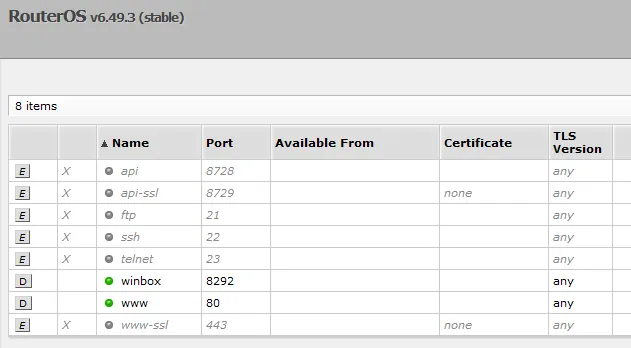 RouterOS v6.49.3 (stable)
8 items
Name Port Available From Certificate TLS Version
E X api 8728 any
E X api-ssl 8729 none any
E X ftp 21 any
E X ssh 22 any
E X telnet 23 any
D winbox 8292 any
D www 80 any
E X www-ssl 443 none any